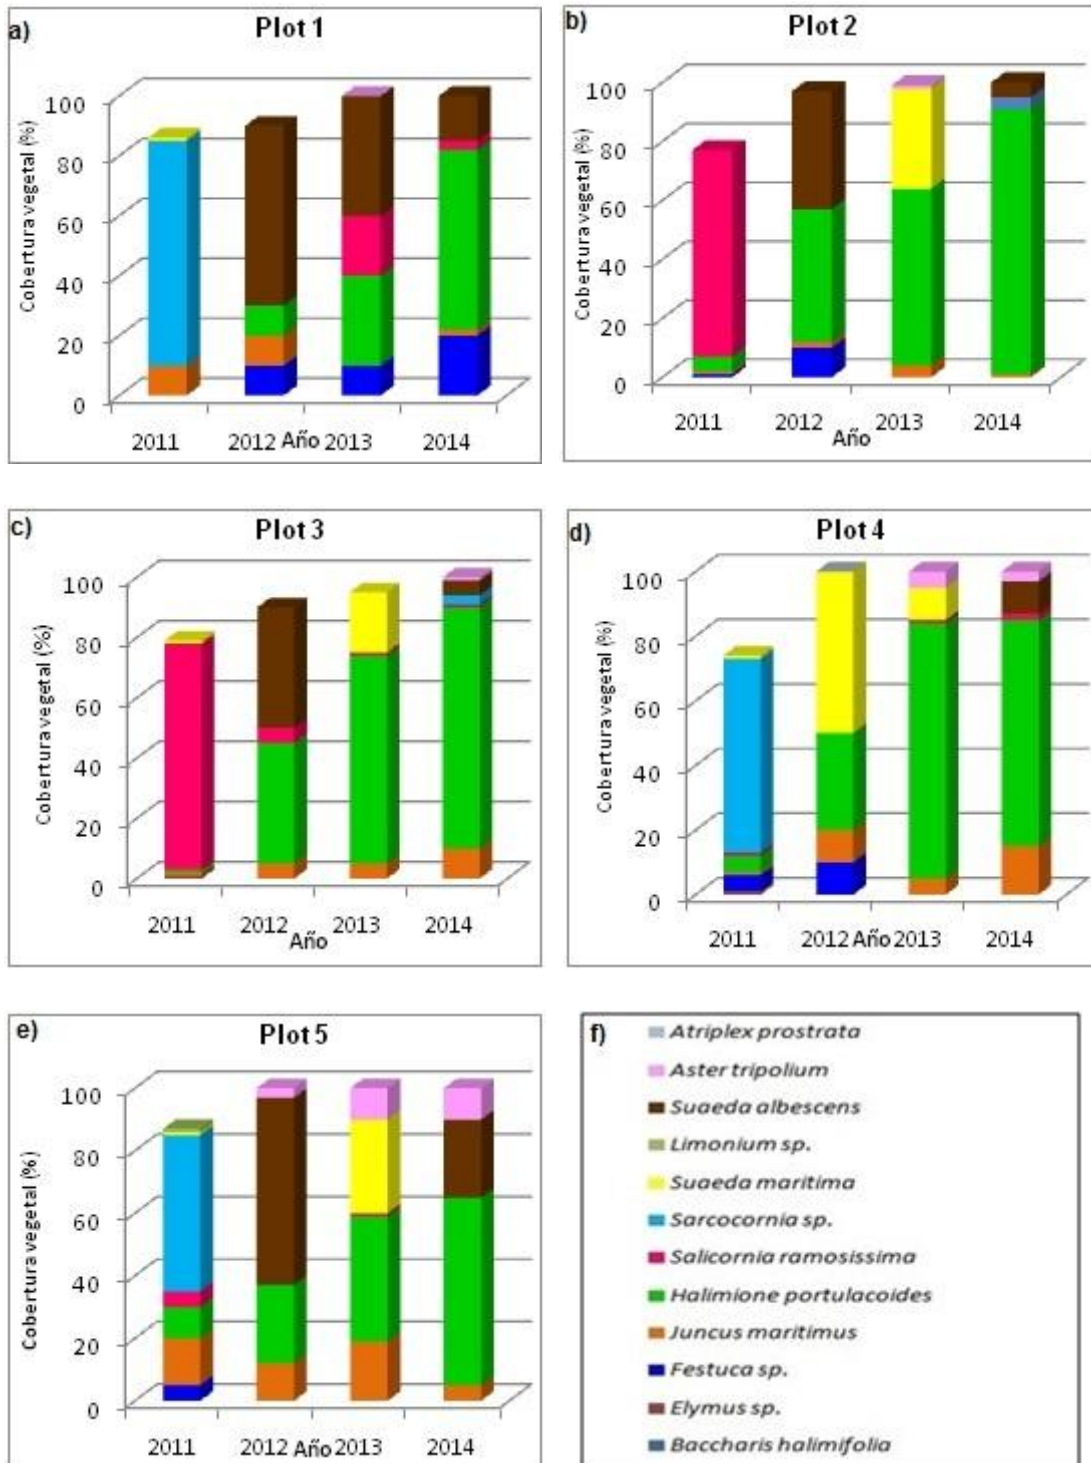 a)
Plot 1
Cobertura vegetal (%)
100
80
60
40
20
0
2011
2012
Año
2013
2014
b)
Plot 2
Cobertura vegetal (%)
100
80
60
40
20
0
2011
2012
2013
2014
Año
c)
Plot 3
Cobertura vegetal (%)
100
80
60
40
20
0
2011
2012
2013
2014
Año
d)
Plot 4
Cobertura vegetal (%)
100
80
60
40
20
0
2011
2012
Año
2013
2014
e)
Plot 5
Cobertura vegetal (%)
100
80
60
40
20
0
2011
2012
Año
2013
2014
f)
Atriplex prostrata
Aster tripolium
Suaeda albescens
Limonium sp.
Suaeda maritima
Sarcocornia sp.
Salicornia ramosissima
Halimione portulacoides
Juncus maritimus
Festuca sp.
Elymus sp.
Baccharis halimifolia